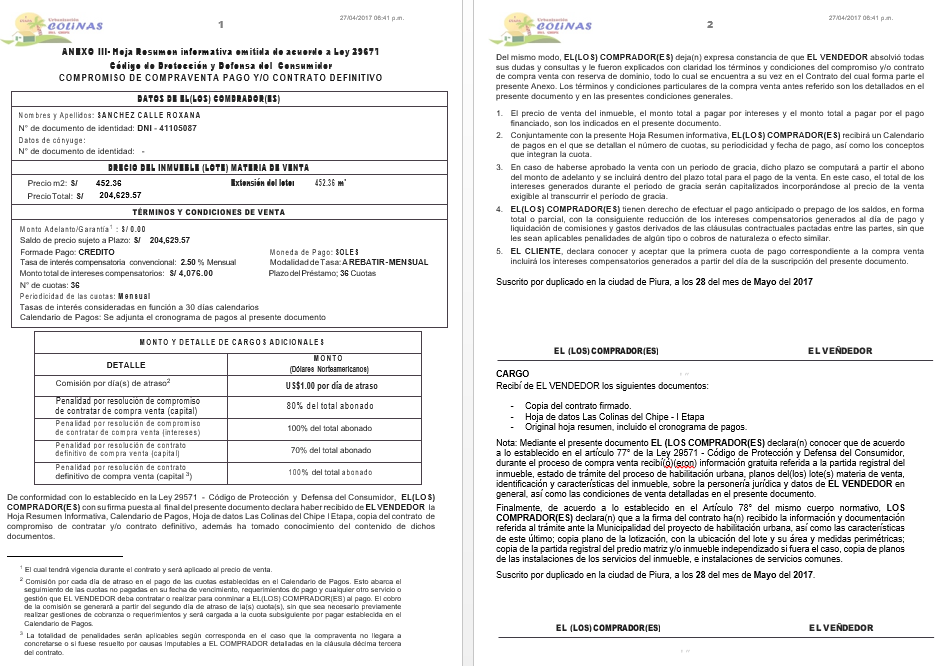 Urbanización
COLINAS
1
27/04/2017 06:41 p.m.
ANEXO III- Hoja Resumen informativa emitida de acuerdo a Ley 29571
Código de Protección y Defensa del Consumidor
COMPROMISO DE COMPRAVENTA PAGO Y/O CONTRATO DEFINITIVO
DATOS DE EL(LOS) COMPRADOR(ES)
Nombres y Apellidos: SANCHEZ CALLE ROXANA
N° de documento de identidad: DNI - 41105087
Datos de cónyuge:
N° de documento de identidad: -
PRECIO DEL INMUEBLE (LOTE) MATERIA DE VENTA
Precio m2: S/ 452.36 Extensión del lote: 452.36 m²
Precio Total: S/ 204,629.57
TÉRMINOS Y CONDICIONES DE VENTA
Monto Adelanto/Garantía¹ : S/ 0.00
Saldo de precio sujeto a Plazo: S/ 204,629.57
Forma de Pago: CREDITO Moneda de Pago: SOLES
Tasa de interés compensatoria convencional: 2.50 % Mensual Modalidad de Tasa: A REBATIR-MENSUAL
Monto total de intereses compensatorios: S/ 4,076.00 Plazo del Préstamo; 36 Cuotas
N° de cuotas: 36
Periodicidad de las cuotas: Mensual
Tasas de interés consideradas en función a 30 días calendarios
Calendario de Pagos: Se adjunta el cronograma de pagos al presente documento
MONTO Y DETALLE DE CARGOS ADICIONALES
DETALLE MONTO
(Dólares Norteamericanos)
Comisión por día(s) de atraso² US$1.00 por día de atraso
Penalidad por resolución de compromiso
de contratar de compra venta (capital) 80% del total abonado
Penalidad por resolución de compromiso
de contratar de compra venta (intereses) 100% del total abonado
Penalidad por resolución de contrato
definitivo de compra venta (capital) 70% del total abonado
Penalidad por resolución de contrato
definitivo de compra venta (capital ³) 100% del total abonado
De conformidad con lo establecido en la Ley 29571 - Código de Protección y Defensa del Consumidor, EL(LOS)
COMPRADOR(ES) con su firma puesta al final del presente documento declara haber recibido de EL VENDEDOR la
Hoja Resumen Informativa, Calendario de Pagos, Hoja de datos Las Colinas del Chipe I Etapa, copia del contrato de
compromiso de contratar y/o contrato definitivo, además ha tomado conocimiento del contenido de dichos
documentos.
¹ El cual tendrá vigencia durante el contrato y será aplicado al precio de venta.
² Comisión por cada día de atraso en el pago de las cuotas establecidas en el Calendario de Pagos. Esto abarca el
seguimiento de las cuotas no pagadas en su fecha de vencimiento, requerimientos de pago y cualquier otro servicio o
gestión que EL VENDEDOR deba contratar o realizar para conminar a EL(LOS) COMPRADOR(ES) al pago. El cobro
de la comisión se generará a partir del segundo día de atraso de la(s) cuota(s), sin que sea necesario previamente
realizar gestiones de cobranza o requerimientos y será cargada a la cuota subsiguiente por pagar establecida en el
Calendario de Pagos.
³ La totalidad de penalidades serán aplicables según corresponda en el caso que la compraventa no llegara a
concretarse o si fuese resuelto por causas imputables a EL COMPRADOR detalladas en la cláusula décima tercera
del contrato.
Urbanización
COLINAS
2
27/04/2017 06:41 p.m.
Del mismo modo, EL(LOS) COMPRADOR(ES) deja(n) expresa constancia de que EL VENDEDOR absolvió todas
sus dudas y consultas y le fueron explicados con claridad los términos y condiciones del compromiso y/o contrato
de compra venta con reserva de dominio, todo lo cual se encuentra a su vez en el Contrato del cual forma parte el
presente Anexo. Los términos y condiciones particulares de la compra venta antes referido son los detallados en el
presente documento y en las presentes condiciones generales.
1. El precio de venta del inmueble, el monto total a pagar por intereses y el monto total a pagar por el pago
financiado, son los indicados en el presente documento.
2. Conjuntamente con la presente Hoja Resumen informativa, EL(LOS) COMPRADOR(ES) recibirá un Calendario
de pagos en el que se detallan el número de cuotas, su periodicidad y fecha de pago, así como los conceptos
que integran la cuota.
3. En caso de haberse aprobado la venta con un periodo de gracia, dicho plazo se computará a partir del abono
del monto de adelanto y se incluirá dentro del plazo total para el pago de la venta. En este caso, el total de los
intereses generados durante el periodo de gracia serán capitalizados incorporándose al precio de la venta
exigible al transcurrir el periodo de gracia.
4. EL(LOS) COMPRADOR(ES) tienen derecho de efectuar el pago anticipado o prepago de los saldos, en forma
total o parcial, con la consiguiente reducción de los intereses compensatorios generados al día de pago y
liquidación de comisiones y gastos derivados de las cláusulas contractuales pactadas entre las partes, sin que
les sean aplicables penalidades de algún tipo o cobros de naturaleza o efecto similar.
5. EL CLIENTE, declara conocer y aceptar que la primera cuota de pago correspondiente a la compra venta
incluirá los intereses compensatorios generados a partir del día de la suscripción del presente documento.
Suscrito por duplicado en la ciudad de Piura, a los 28 del mes de Mayo del 2017
EL (LOS) COMPRADOR(ES) EL VEÑDEDOR
CARGO
Recibí de EL VENDEDOR los siguientes documentos:
- Copia del contrato firmado.
- Hoja de datos Las Colinas del Chipe - I Etapa
- Original hoja resumen, incluido el cronograma de pagos.
Nota: Mediante el presente documento EL (LOS COMPRADOR(ES) declara(n) conocer que de acuerdo
a lo establecido en el artículo 77° de la Ley 29571 - Código de Protección y Defensa del Consumidor,
durante el proceso de compra venta recibí(ó)(eron) información gratuita referida a la partida registral del
inmueble, estado de trámite del proceso de habilitación urbana, planos del(los) lote(s) materia de venta,
identificación y características del inmueble, sobre la personería jurídica y datos de EL VENDEDOR en
general, así como las condiciones de venta detalladas en el presente documento.
Finalmente, de acuerdo a lo establecido en el Artículo 78° del mismo cuerpo normativo, LOS
COMPRADOR(ES) declara(n) que a la firma del contrato ha(n) recibido la información y documentación
referida al trámite ante la Municipalidad del proyecto de habilitación urbana, así como las características
de este último; copia plano de la lotización, con la ubicación del lote y su área y medidas perimétricas;
copia de la partida registral del predio matriz y/o inmueble independizado si fuera el caso, copia de planos
de las instalaciones de los servicios del inmueble, e instalaciones de servicios comunes.
Suscrito por duplicado en la ciudad de Piura, a los 28 del mes de Mayo del 2017.
EL (LOS) COMPRADOR(ES) EL VEÑDEDOR